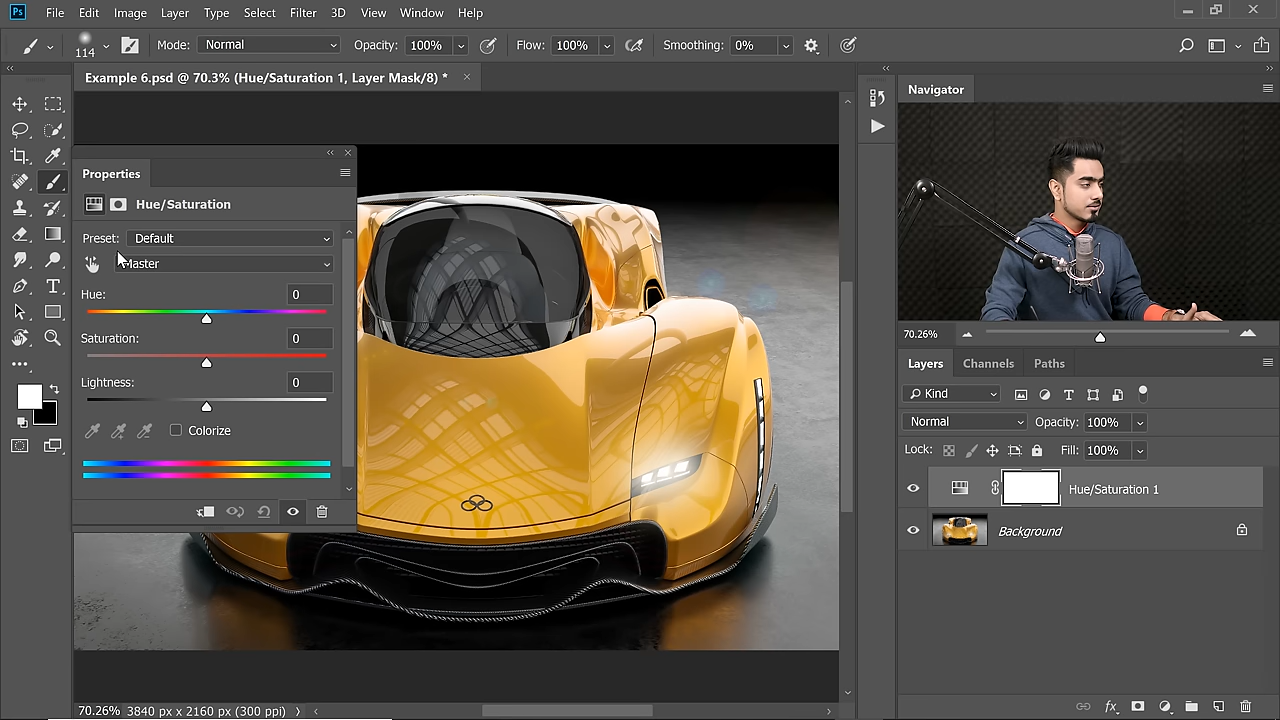 Ps File Edit Image Layer Type Select Filter 3D View Window Help
114 Mode: Normal Opacity: 100% Flow: 100% Smoothing: 0%
Example 6.psd @ 70.3% (Hue/Saturation 1, Layer Mask/8) *
Navigator
Properties
Hue/Saturation
Preset: Default
Master
Hue: 0
Saturation: 0
Lightness: 0
Colorize
70.26%
Layers Channels Paths
Kind
Normal Opacity: 100%
Lock: Fill: 100%
Hue/Saturation 1
Background
fx
70.26% 3840 px x 2160 px (300 ppi)